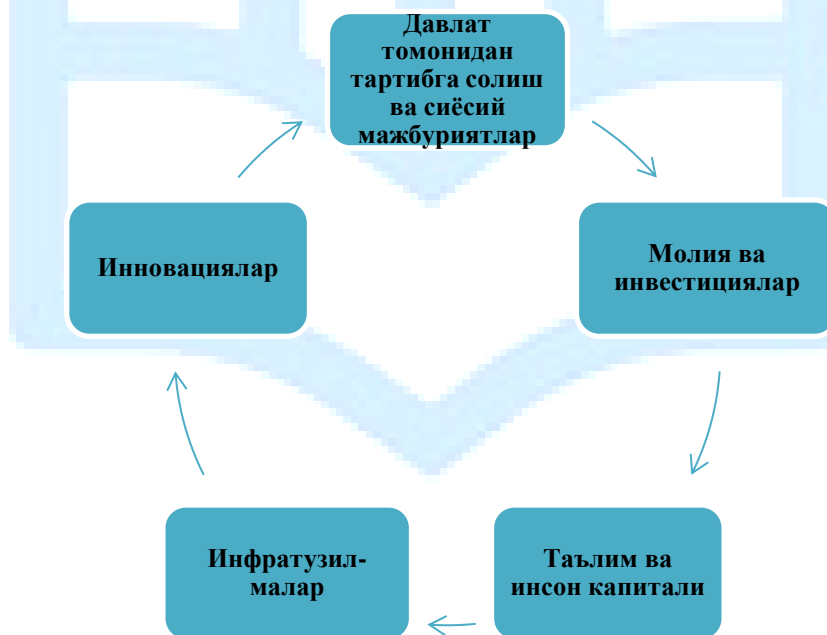 Давлат
томонидан
тартибга солиш
ва сиёсий
мажбуриятлар
Инновациялар
Молия ва
инвестициялар
Инфратузил-
малар
Таълим ва
инсон капитали